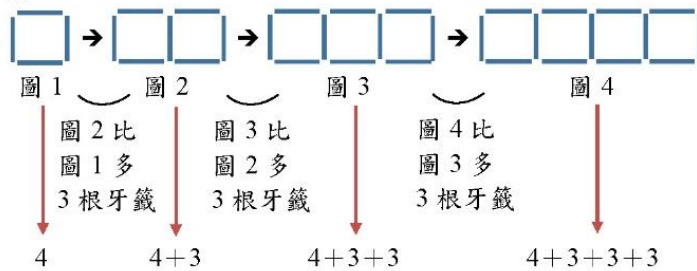 圖 1
圖 2
圖 3
圖 4
圖 2 比
圖 1 多
3 根牙籤
圖 3 比
圖 2 多
3 根牙籤
圖 4 比
圖 3 多
3 根牙籤
4
4+3
4+3+3
4+3+3+3